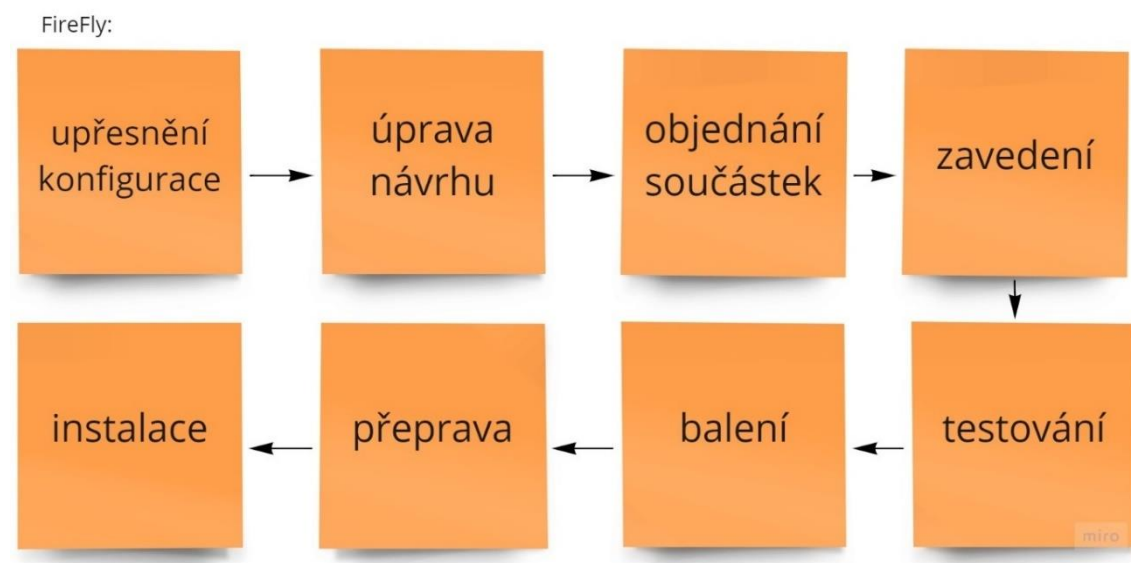 FireFly:
upřesnění
konfigurace
úprava
návrhu
objednání
součástek
zavedení
instalace
přeprava
balení
testování
miro